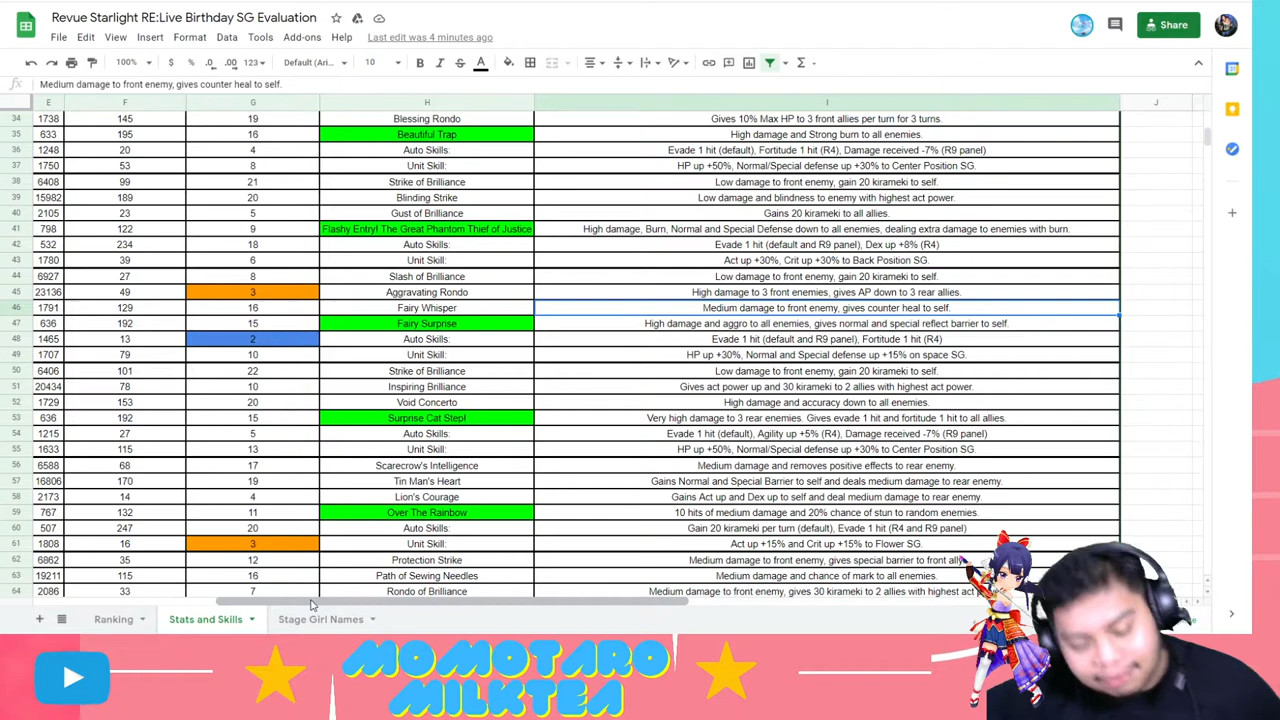 Revue Starlight RE:Live Birthday SG Evaluation
File Edit View Insert Format Data Tools Add-ons Help Last edit was 4 minutes ago
Share
100% $ % .0 .00 123 Default (Ari... 10 B I S A
fx Medium damage to front enemy, gives counter heal to self.
E F G H I J
34 1738 145 19 Blessing Rondo Gives 10% Max HP to 3 front allies per turn for 3 turns.
35 633 195 16 Beautiful Trap High damage and Strong burn to all enemies.
36 1248 20 4 Auto Skills: Evade 1 hit (default), Fortitude 1 hit (R4), Damage received -7% (R9 panel)
37 1750 53 8 Unit Skill: HP up +50%, Normal/Special defense up +30% to Center Position SG.
38 6408 99 21 Strike of Brilliance Low damage to front enemy, gain 20 kirameki to self.
39 15982 189 20 Blinding Strike Low damage and blindness to enemy with highest act power.
40 2105 23 5 Gust of Brilliance Gains 20 kirameki to all allies.
41 798 122 9 Flashy Entry! The Great Phantom Thief of Justice High damage, Burn, Normal and Special Defense down to all enemies, dealing extra damage to enemies with burn.
42 532 234 18 Auto Skills: Evade 1 hit (default and R9 panel), Dex up +8% (R4)
43 1780 39 6 Unit Skill: Act up +30%, Crit up +30% to Back Position SG.
44 6927 27 8 Slash of Brilliance Low damage to front enemy, gain 20 kirameki to self.
45 23136 49 3 Aggravating Rondo High damage to 3 front enemies, gives AP down to 3 rear allies.
46 1791 129 16 Fairy Whisper Medium damage to front enemy, gives counter heal to self.
47 636 192 15 Fairy Surprise High damage and aggro to all enemies, gives normal and special reflect barrier to self.
48 1465 13 2 Auto Skills: Evade 1 hit (default and R9 panel), Fortitude 1 hit (R4)
49 1707 79 10 Unit Skill: HP up +30%, Normal and Special defense up +15% on space SG.
50 6406 101 22 Strike of Brilliance Low damage to front enemy, gain 20 kirameki to self.
51 20434 78 10 Inspiring Brilliance Gives act power up and 30 kirameki to 2 allies with highest act power.
52 1729 153 20 Void Concerto High damage and accuracy down to all enemies.
53 636 192 15 Surprise Cat Step! Very high damage to 3 rear enemies. Gives evade 1 hit and fortitude 1 hit to all allies.
54 1215 27 5 Auto Skills: Evade 1 hit (default), Agility up +5% (R4), Damage received -7% (R9 panel)
55 1633 115 13 Unit Skill: HP up +50%, Normal/Special defense up +30% to Center Position SG.
56 6588 68 17 Scarecrow's Intelligence Medium damage and removes positive effects to rear enemy.
57 16806 170 19 Tin Man's Heart Gains Normal and Special Barrier to self and deals medium damage to rear enemy.
58 2173 14 4 Lion's Courage Gains Act up and Dex up to self and deal medium damage to rear enemy.
59 767 132 11 Over The Rainbow 10 hits of medium damage and 20% chance of stun to random enemies.
60 507 247 20 Auto Skills: Gain 20 kirameki per turn (default), Evade 1 hit (R4 and R9 panel)
61 1808 16 3 Unit Skill: Act up +15% and Crit up +15% to Flower SG.
62 6862 35 12 Protection Strike Medium damage to front enemy, gives special barrier to front
63 19211 115 16 Path of Sewing Needles Medium damage and chance of mark to all enemies.
64 2086 33 7 Rondo of Brilliance Medium damage to front enemy, gives 30 kirameki to 2 allies with highest act
Ranking Stats and Skills Stage Girl Names
MOMOTARO
MILKTEA